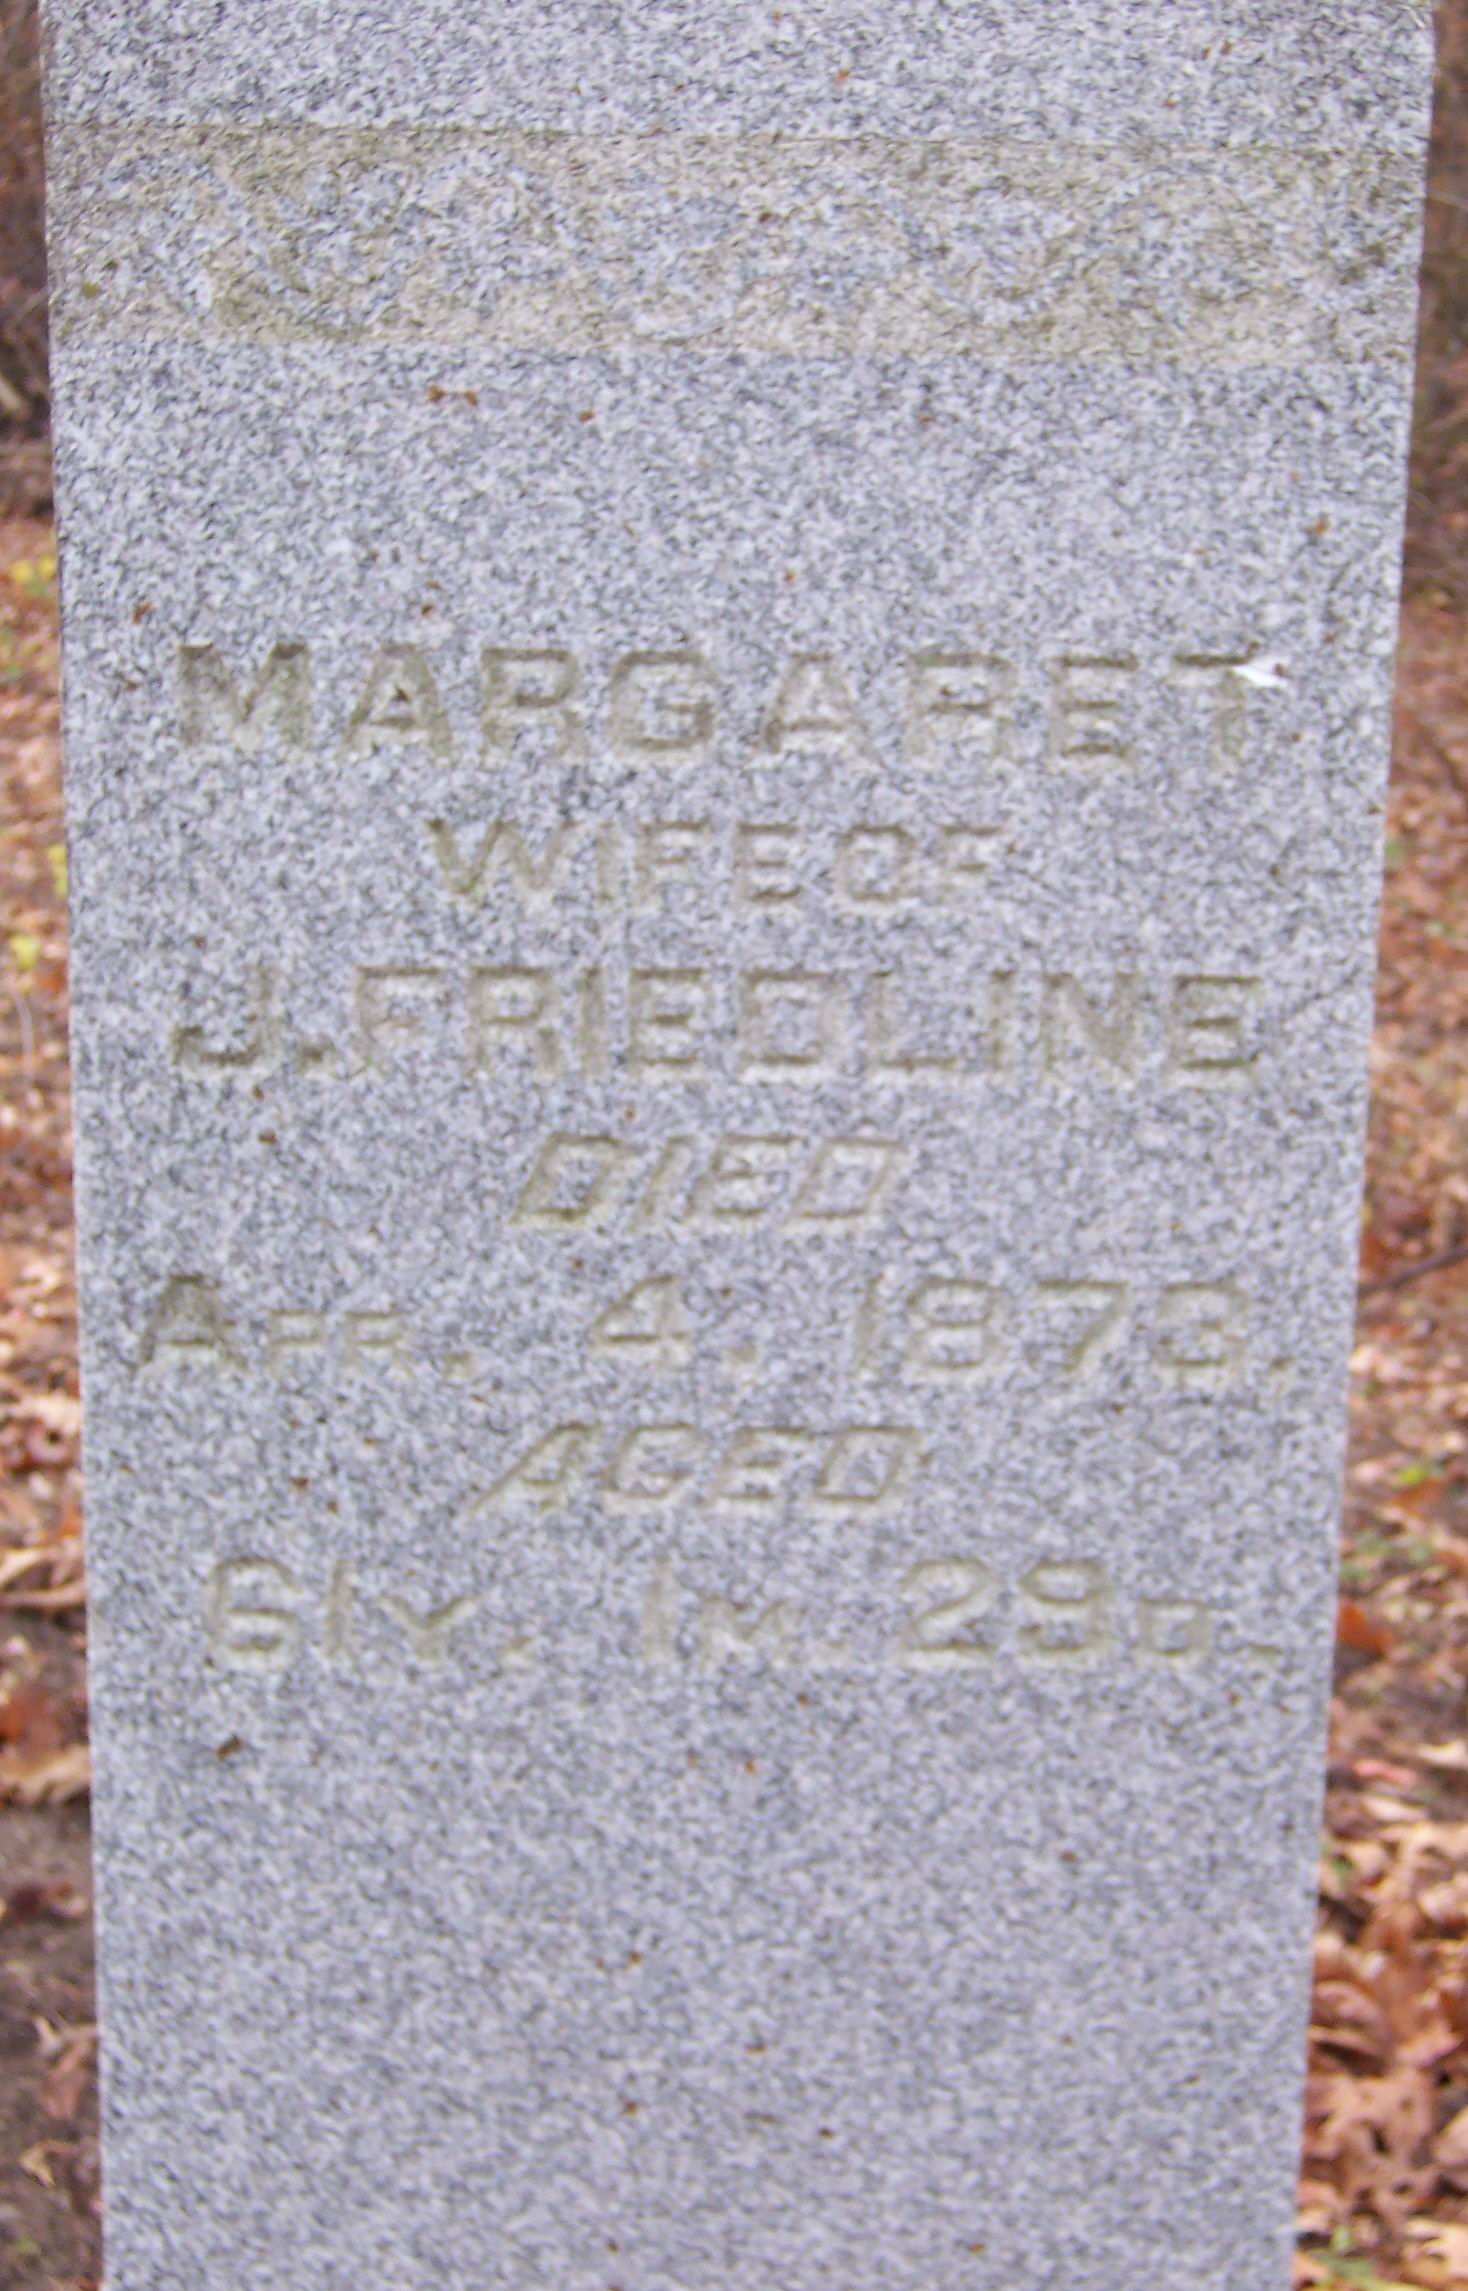 MARGARET
WIFE OF
J. FRIEDLINE
DIED
APR. 4. 1873.
AGED
61Y. 1M. 29D.